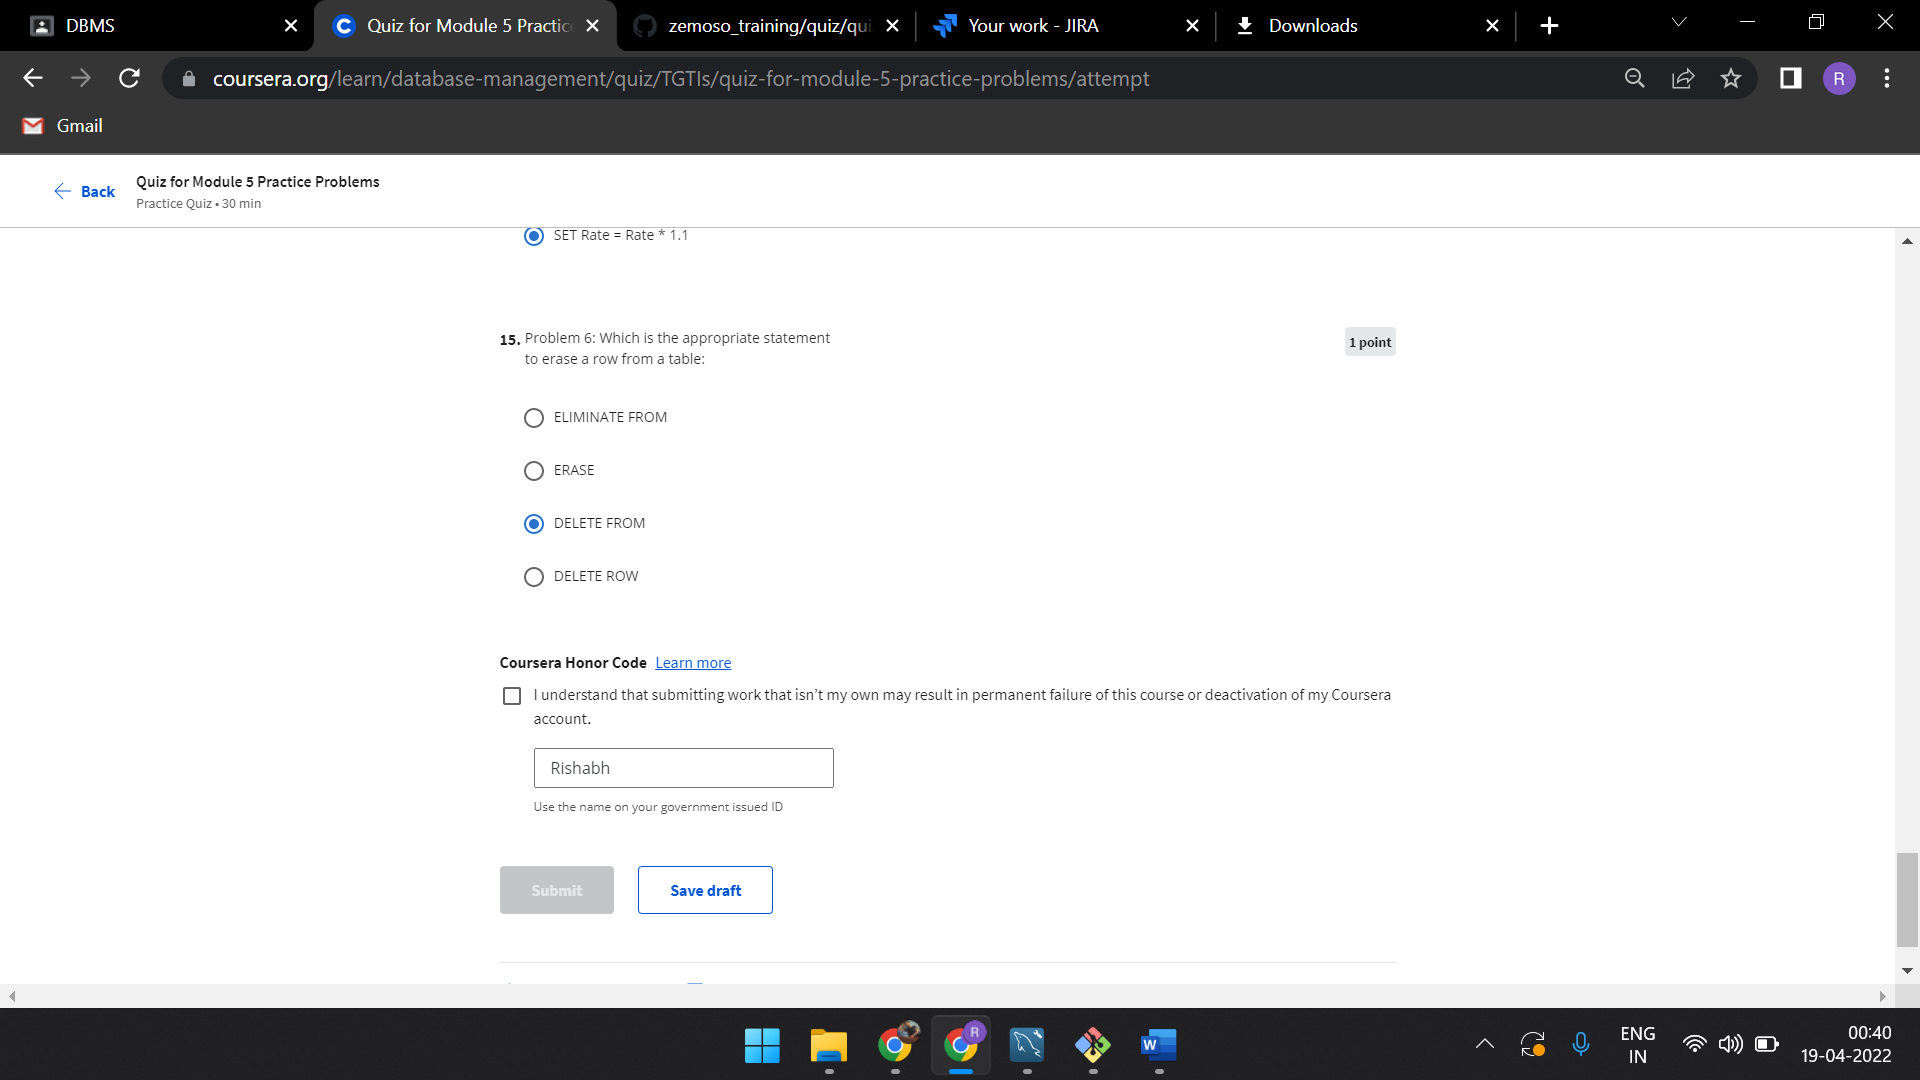 DBMS
Quiz for Module 5 Practic
zemoso_training/quiz/qui
Your work - JIRA
Downloads
coursera.org/learn/database-management/quiz/TGTIs/quiz-for-module-5-practice-problems/attempt
R
Gmail
Back
Quiz for Module 5 Practice Problems
Practice Quiz • 30 min
SET Rate = Rate * 1.1
15. Problem 6: Which is the appropriate statement
to erase a row from a table:
1 point
ELIMINATE FROM
ERASE
DELETE FROM
DELETE ROW
Coursera Honor Code Learn more
I understand that submitting work that isn't my own may result in permanent failure of this course or deactivation of my Coursera
account.
Rishabh
Use the name on your government issued ID
Submit
Save draft
R
W
ENG
IN
00:40
19-04-2022